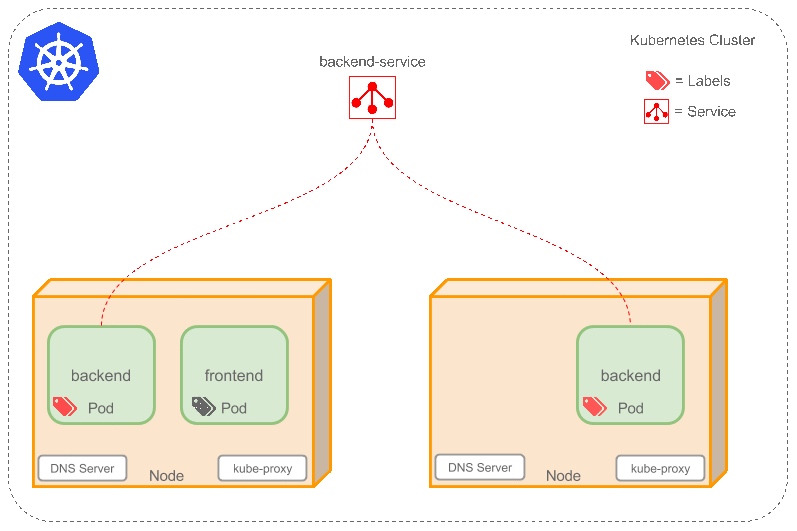 Kubernetes Cluster
backend-service
= Labels
= Service
backend
Pod
frontend
Pod
DNS Server
Node
kube-proxy
backend
Pod
DNS Server
Node
kube-proxy